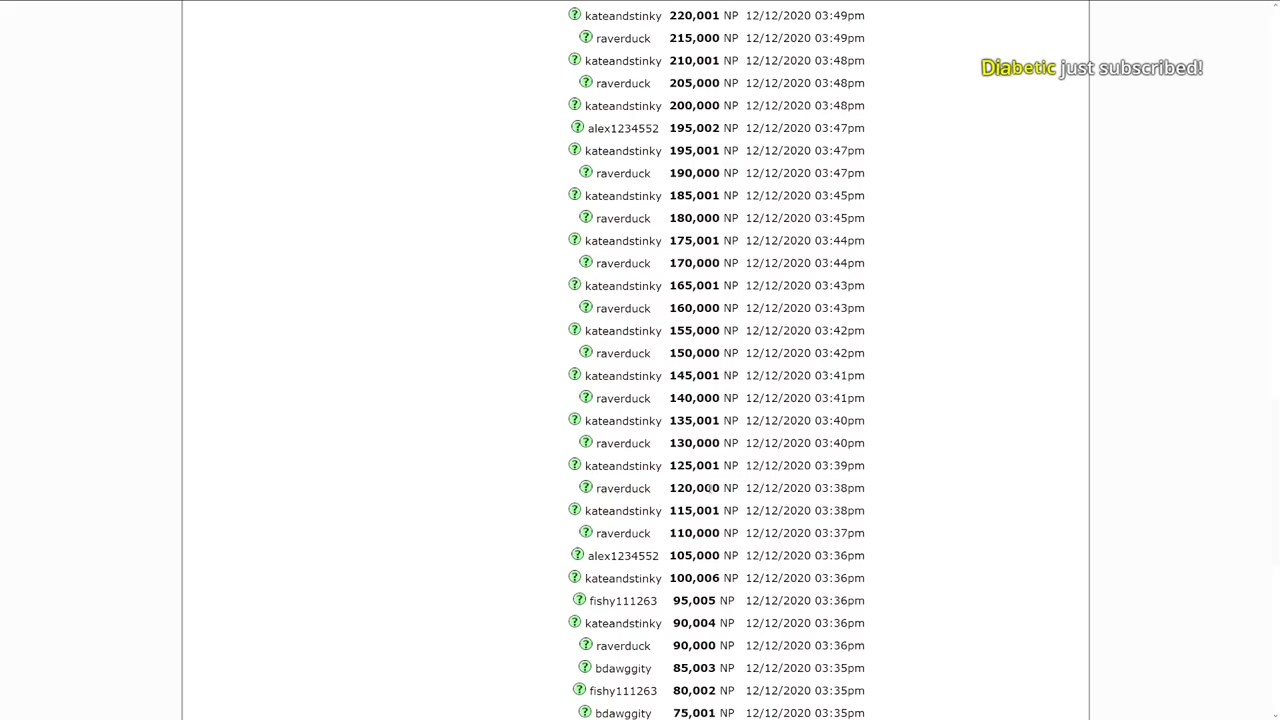 kateandstinky 220,001 NP 12/12/2020 03:49pm
raverduck 215,000 NP 12/12/2020 03:49pm
kateandstinky 210,001 NP 12/12/2020 03:48pm
Diabetic just subscribed!
raverduck 205,000 NP 12/12/2020 03:48pm
kateandstinky 200,000 NP 12/12/2020 03:48pm
alex1234552 195,002 NP 12/12/2020 03:47pm
kateandstinky 195,001 NP 12/12/2020 03:47pm
raverduck 190,000 NP 12/12/2020 03:47pm
kateandstinky 185,001 NP 12/12/2020 03:45pm
raverduck 180,000 NP 12/12/2020 03:45pm
kateandstinky 175,001 NP 12/12/2020 03:44pm
raverduck 170,000 NP 12/12/2020 03:44pm
kateandstinky 165,001 NP 12/12/2020 03:43pm
raverduck 160,000 NP 12/12/2020 03:43pm
kateandstinky 155,000 NP 12/12/2020 03:42pm
raverduck 150,000 NP 12/12/2020 03:42pm
kateandstinky 145,001 NP 12/12/2020 03:41pm
raverduck 140,000 NP 12/12/2020 03:41pm
kateandstinky 135,001 NP 12/12/2020 03:40pm
raverduck 130,000 NP 12/12/2020 03:40pm
kateandstinky 125,001 NP 12/12/2020 03:39pm
raverduck 120,000 NP 12/12/2020 03:38pm
kateandstinky 115,001 NP 12/12/2020 03:38pm
raverduck 110,000 NP 12/12/2020 03:37pm
alex1234552 105,000 NP 12/12/2020 03:36pm
kateandstinky 100,006 NP 12/12/2020 03:36pm
fishy111263 95,005 NP 12/12/2020 03:36pm
kateandstinky 90,004 NP 12/12/2020 03:36pm
raverduck 90,000 NP 12/12/2020 03:36pm
bdawggity 85,003 NP 12/12/2020 03:35pm
fishy111263 80,002 NP 12/12/2020 03:35pm
bdawggity 75,001 NP 12/12/2020 03:35pm